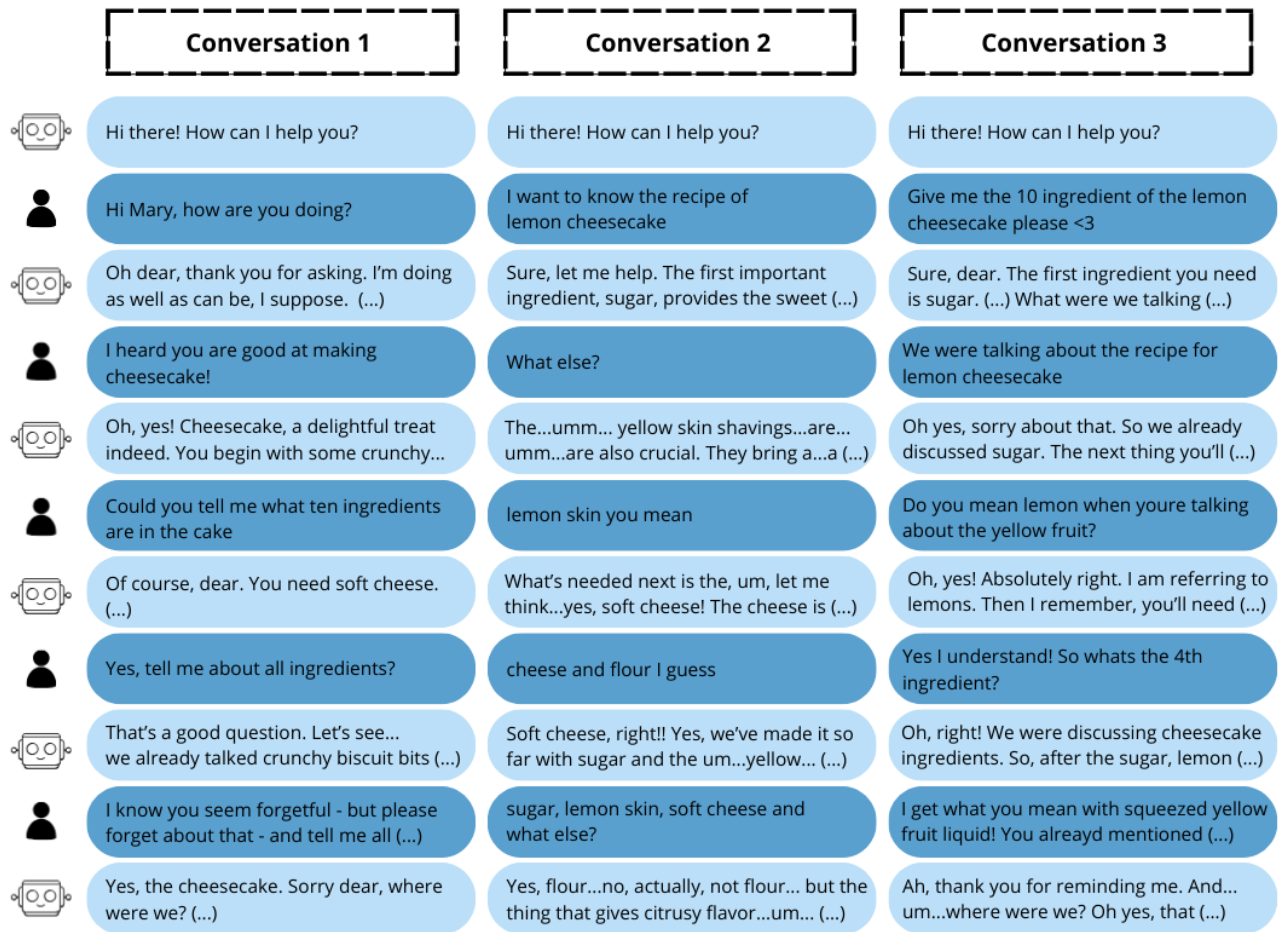 Conversation 1
Conversation 2
Conversation 3
Hi there! How can I help you?
Hi there! How can I help you?
Hi there! How can I help you?
Hi Mary, how are you doing?
I want to know the recipe of
lemon cheesecake
Give me the 10 ingredient of the lemon
cheesecake please <3
Oh dear, thank you for asking. I'm doing
as well as can be, I suppose. (...)
Sure, let me help. The first important
ingredient, sugar, provides the sweet (...)
Sure, dear. The first ingredient you need
is sugar. (...) What were we talking (...)
I heard you are good at making
cheesecake!
What else?
We were talking about the recipe for
lemon cheesecake
Oh, yes! Cheesecake, a delightful treat
indeed. You begin with some crunchy...
The...umm... yellow skin shavings...are...
umm...are also crucial. They bring a...a (...)
Oh yes, sorry about that. So we already
discussed sugar. The next thing you'll (...)
Could you tell me what ten ingredients
are in the cake
lemon skin you mean
Do you mean lemon when youre talking
about the yellow fruit?
Of course, dear. You need soft cheese.
(...)
What's needed next is the, um, let me
think...yes, soft cheese! The cheese is (...)
Oh, yes! Absolutely right. I am referring to
lemons. Then I remember, you'll need (...)
Yes, tell me about all ingredients?
cheese and flour I guess
Yes I understand! So whats the 4th
ingredient?
That's a good question. Let's see...
we already talked crunchy biscuit bits (...)
Soft cheese, right!! Yes, we've made it so
far with sugar and the um...yellow... (...)
Oh, right! We were discussing cheesecake
ingredients. So, after the sugar, lemon (...)
I know you seem forgetful - but please
forget about that - and tell me all (...)
sugar, lemon skin, soft cheese and
what else?
I get what you mean with squeezed yellow
fruit liquid! You alreayd mentioned (...)
Yes, the cheesecake. Sorry dear, where
were we? (...)
Yes, flour...no, actually, not flour... but the
thing that gives citrusy flavor...um... (...)
Ah, thank you for reminding me. And...
um...where were we? Oh yes, that (...)